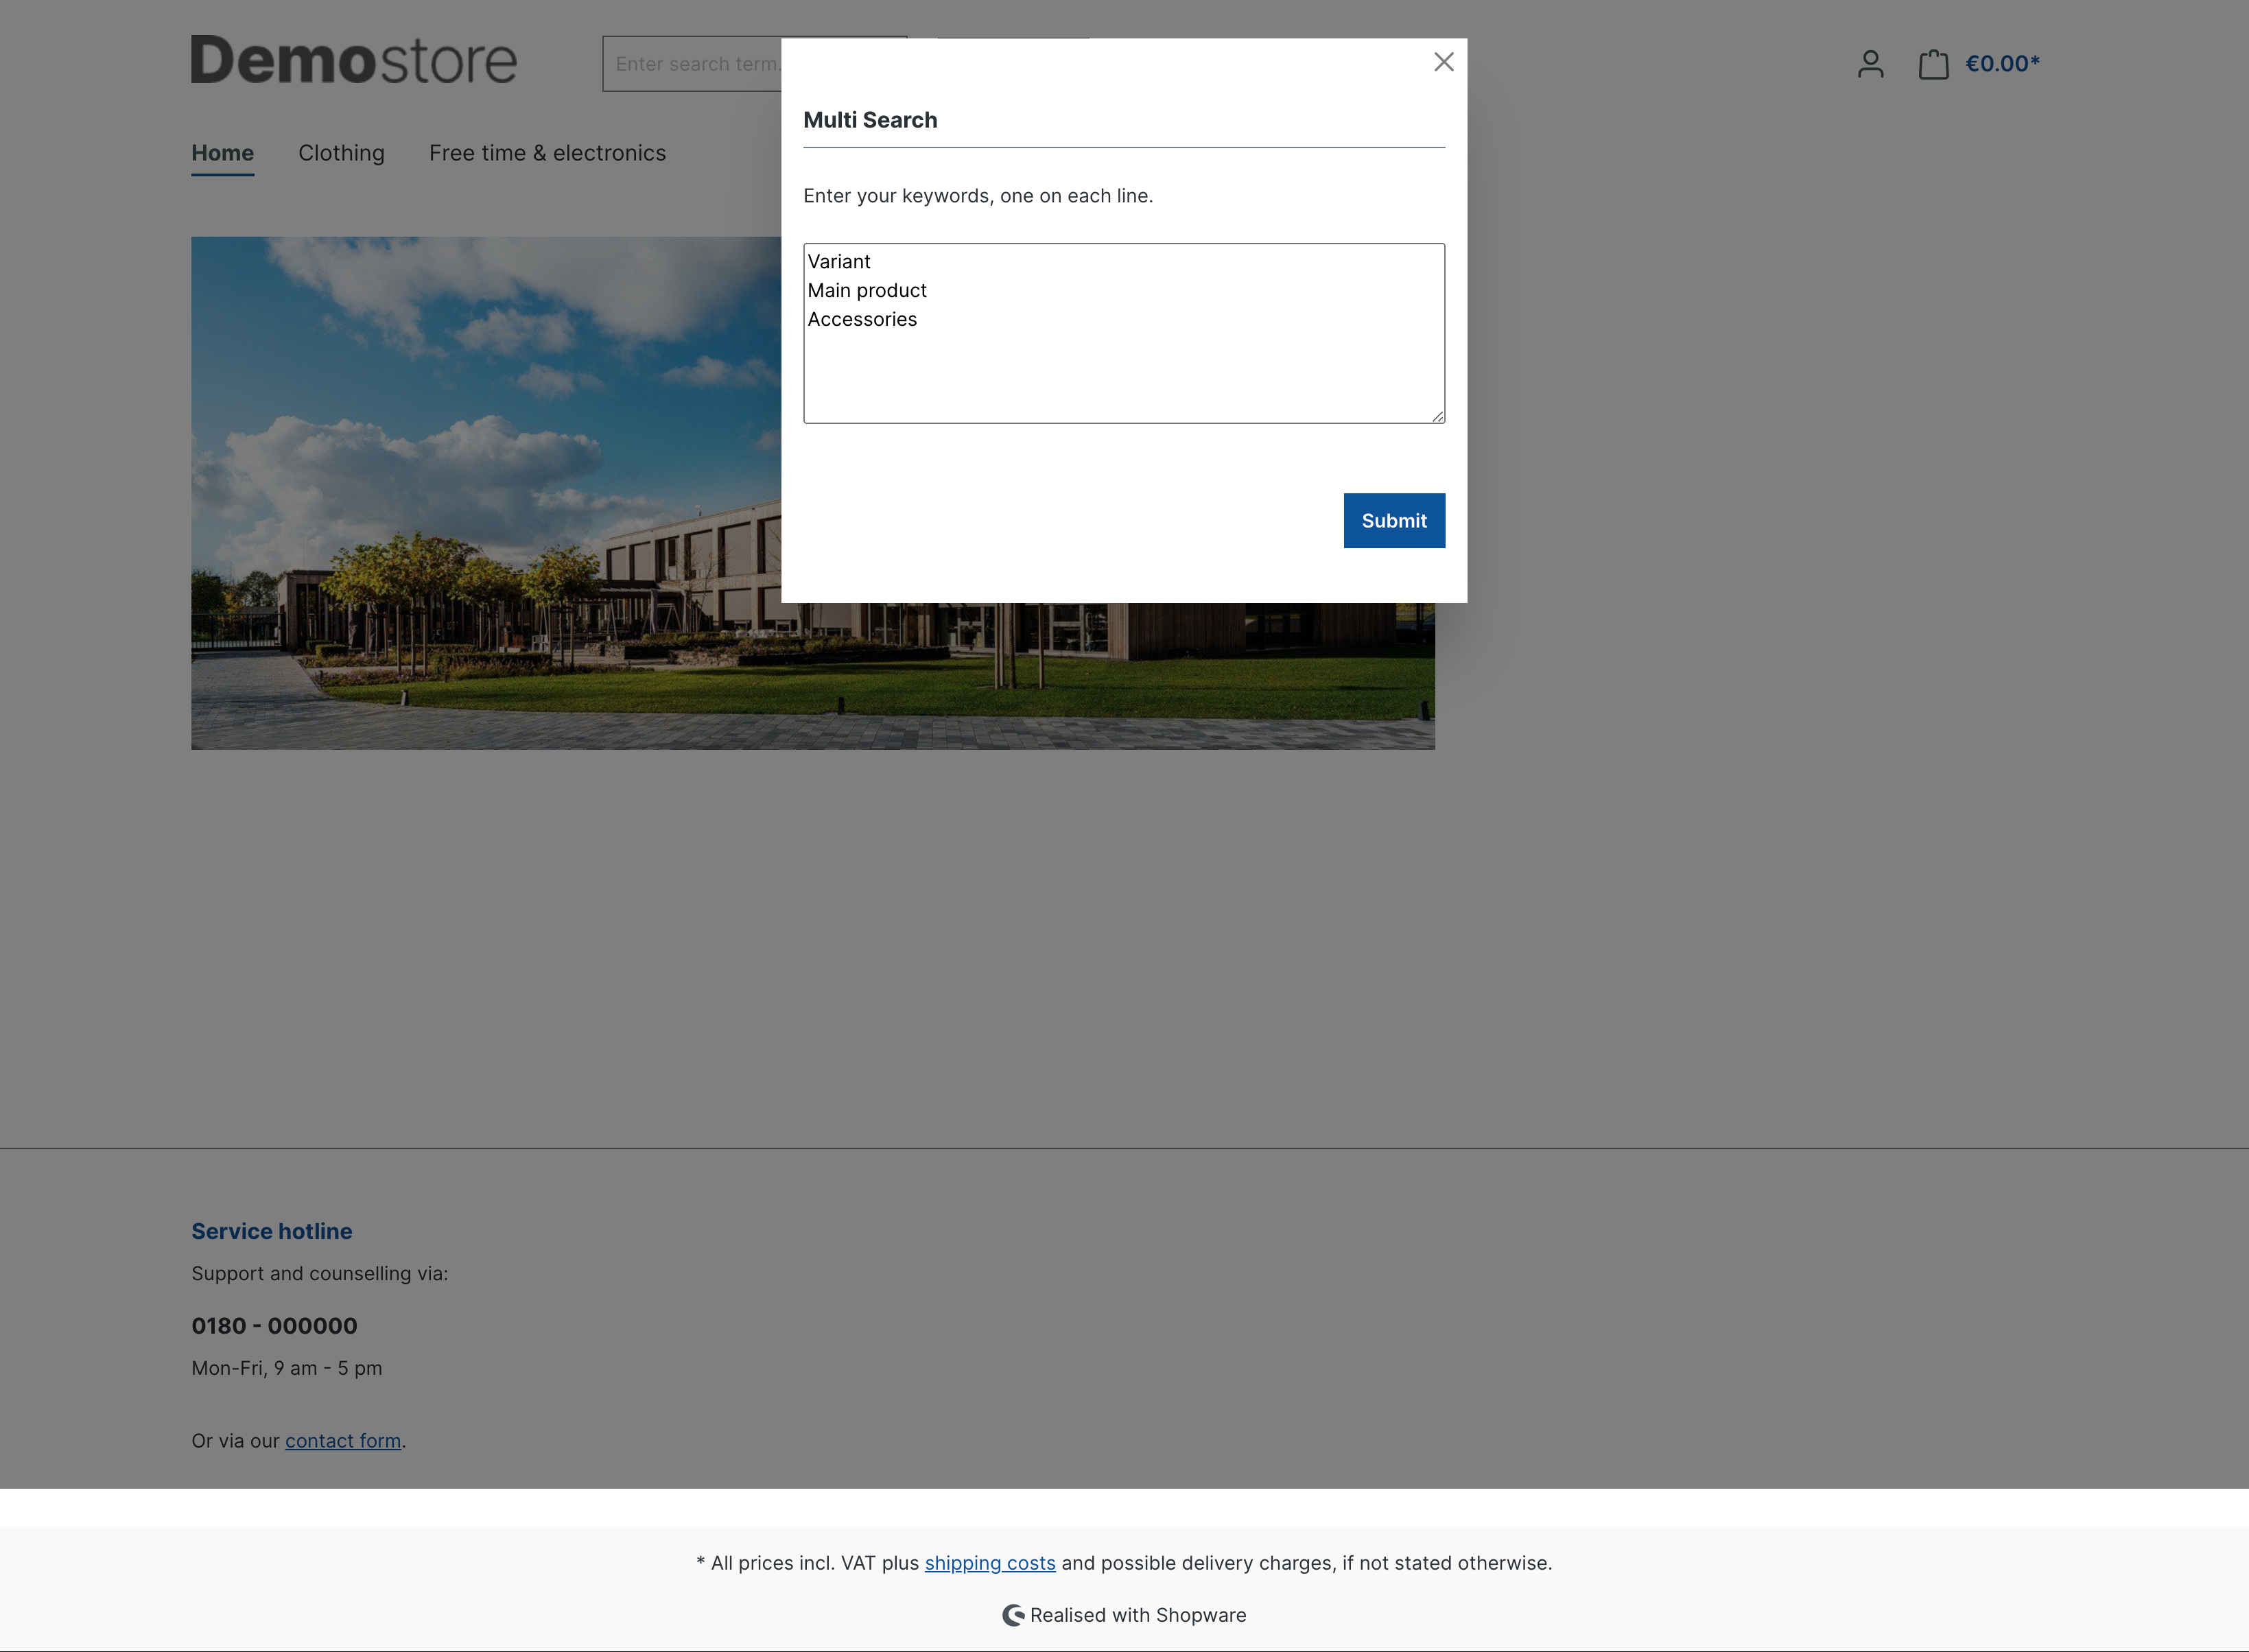 Demostore
Enter search term.
€0.00*
Home Clothing Free time & electronics
Multi Search
Enter your keywords, one on each line.
Variant
Main product
Accessories
Submit
Service hotline
Support and counselling via:
0180 - 000000
Mon-Fri, 9 am - 5 pm
Or via our contact form.
* All prices incl. VAT plus shipping costs and possible delivery charges, if not stated otherwise.
Realised with Shopware